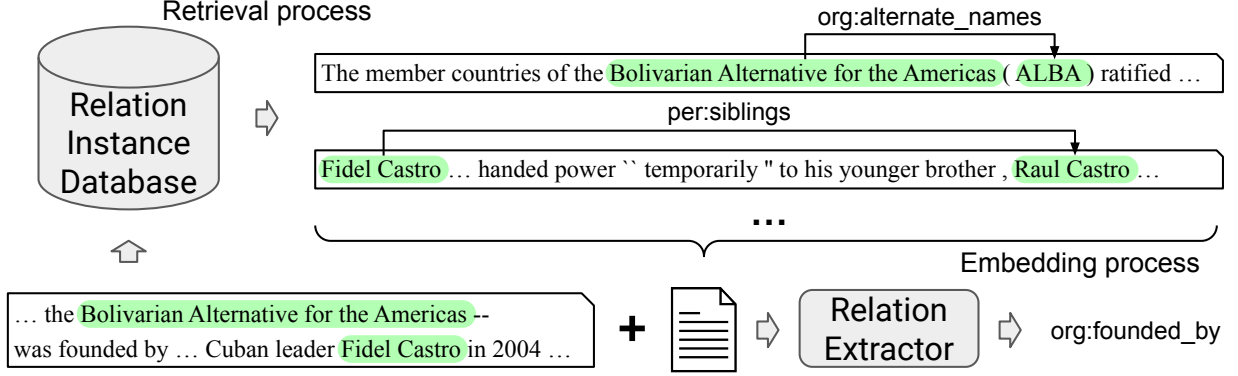 Retrieval process
Relation
Instance
Database
org:alternate_names
The member countries of the Bolivarian Alternative for the Americas ( ALBA ) ratified …
per:siblings
Fidel Castro … handed power `` temporarily '' to his younger brother , Raul Castro …
...
Embedding process
… the Bolivarian Alternative for the Americas --
was founded by … Cuban leader Fidel Castro in 2004 …
+
Relation
Extractor
org:founded_by